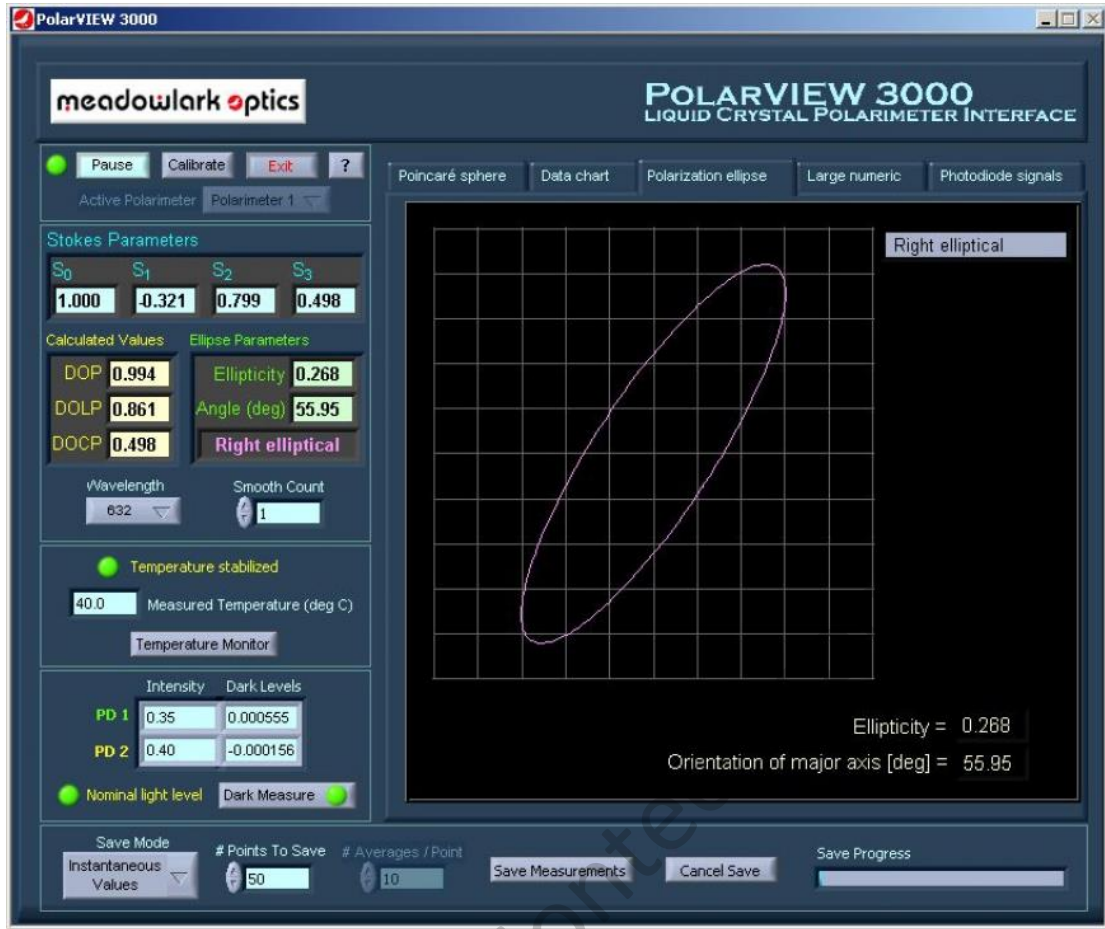 PolarVIEW 3000
meadowlark optics
POLARVIEW 3000
LIQUID CRYSTAL POLARIMETER INTERFACE
Pause Calibrate Exit ?
Active Polarimeter Polarimeter 1
Poincaré sphere Data chart Polarization ellipse Large numeric Photodiode signals
Stokes Parameters
S0 S1 S2 S3
1.000 -0.321 0.799 0.498
Calculated Values Ellipse Parameters
DOP 0.994 Ellipticity 0.268
DOLP 0.861 Angle (deg) 55.95
DOCP 0.498 Right elliptical
Wavelength Smooth Count
632 1
Right elliptical
Temperature stabilized
40.0 Measured Temperature (deg C)
Temperature Monitor
Intensity Dark Levels
PD 1 0.35 0.000555
PD 2 0.40 -0.000156
Nominal light level Dark Measure
Ellipticity = 0.268
Orientation of major axis [deg] = 55.95
Save Mode # Points To Save # Averages / Point Save Progress
Instantaneous Values 50 10 Save Measurements Cancel Save